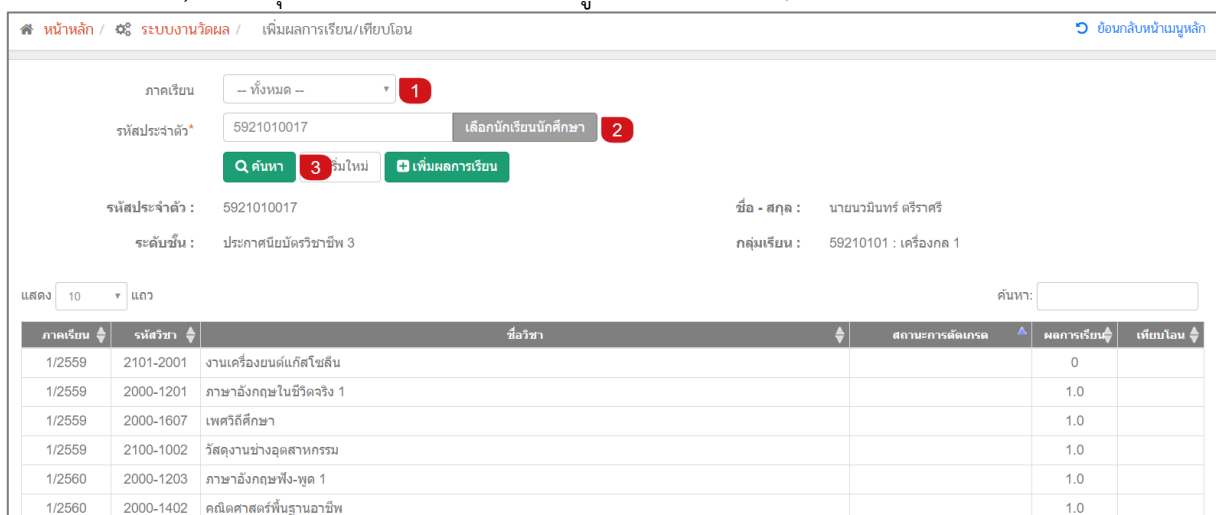 หน้าหลัก / ระบบงานวัดผล / เพิ่มผลการเรียน/เทียบโอน ย้อนกลับหน้าเมนูหลัก
ภาคเรียน -- ทั้งหมด -- 1
รหัสประจำตัว* 5921010017 เลือกนักเรียนนักศึกษา 2
ค้นหา 3 ริ่มใหม่ เพิ่มผลการเรียน
รหัสประจำตัว : 5921010017 ชื่อ - สกุล : นายนวมินทร์ ตรีราศรี
ระดับชั้น : ประกาศนียบัตรวิชาชีพ 3 กลุ่มเรียน : 59210101 : เครื่องกล 1
แสดง 10 แถว ค้นหา:
ภาคเรียน รหัสวิชา ชื่อวิชา สถานะการตัดเกรด ผลการเรียน เทียบโอน
1/2559 2101-2001 งานเครื่องยนต์แก๊สโซลีน 0
1/2559 2000-1201 ภาษาอังกฤษในชีวิตจริง 1 1.0
1/2559 2000-1607 เพศวิถีศึกษา 1.0
1/2559 2100-1002 วัสดุงานช่างอุตสาหกรรม 1.0
1/2560 2000-1203 ภาษาอังกฤษฟัง-พูด 1 1.0
1/2560 2000-1402 คณิตศาสตร์พื้นฐานอาชีพ 1.0